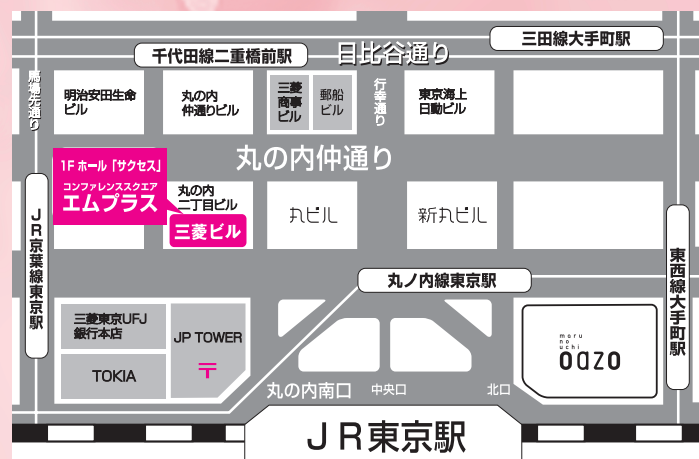 三田線大手町駅
千代田線二重橋前駅
日比谷通り
馬場先通り
明治安田生命
ビル
丸の内
仲通りビル
三菱
商事
ビル
郵船
ビル
行幸通り
東京海上
日動ビル
丸の内仲通り
1Fホール「サクセス」
コンファレンススクエア
エムプラス
丸の内
二丁目ビル
三菱ビル
丸ビル
新丸ビル
JR京葉線東京駅
東西線大手町駅
丸ノ内線東京駅
三菱東京UFJ
銀行本店
JP TOWER
〒
TOKIA
maru
no
uchi
oazo
丸の内南口
中央口
北口
JR東京駅